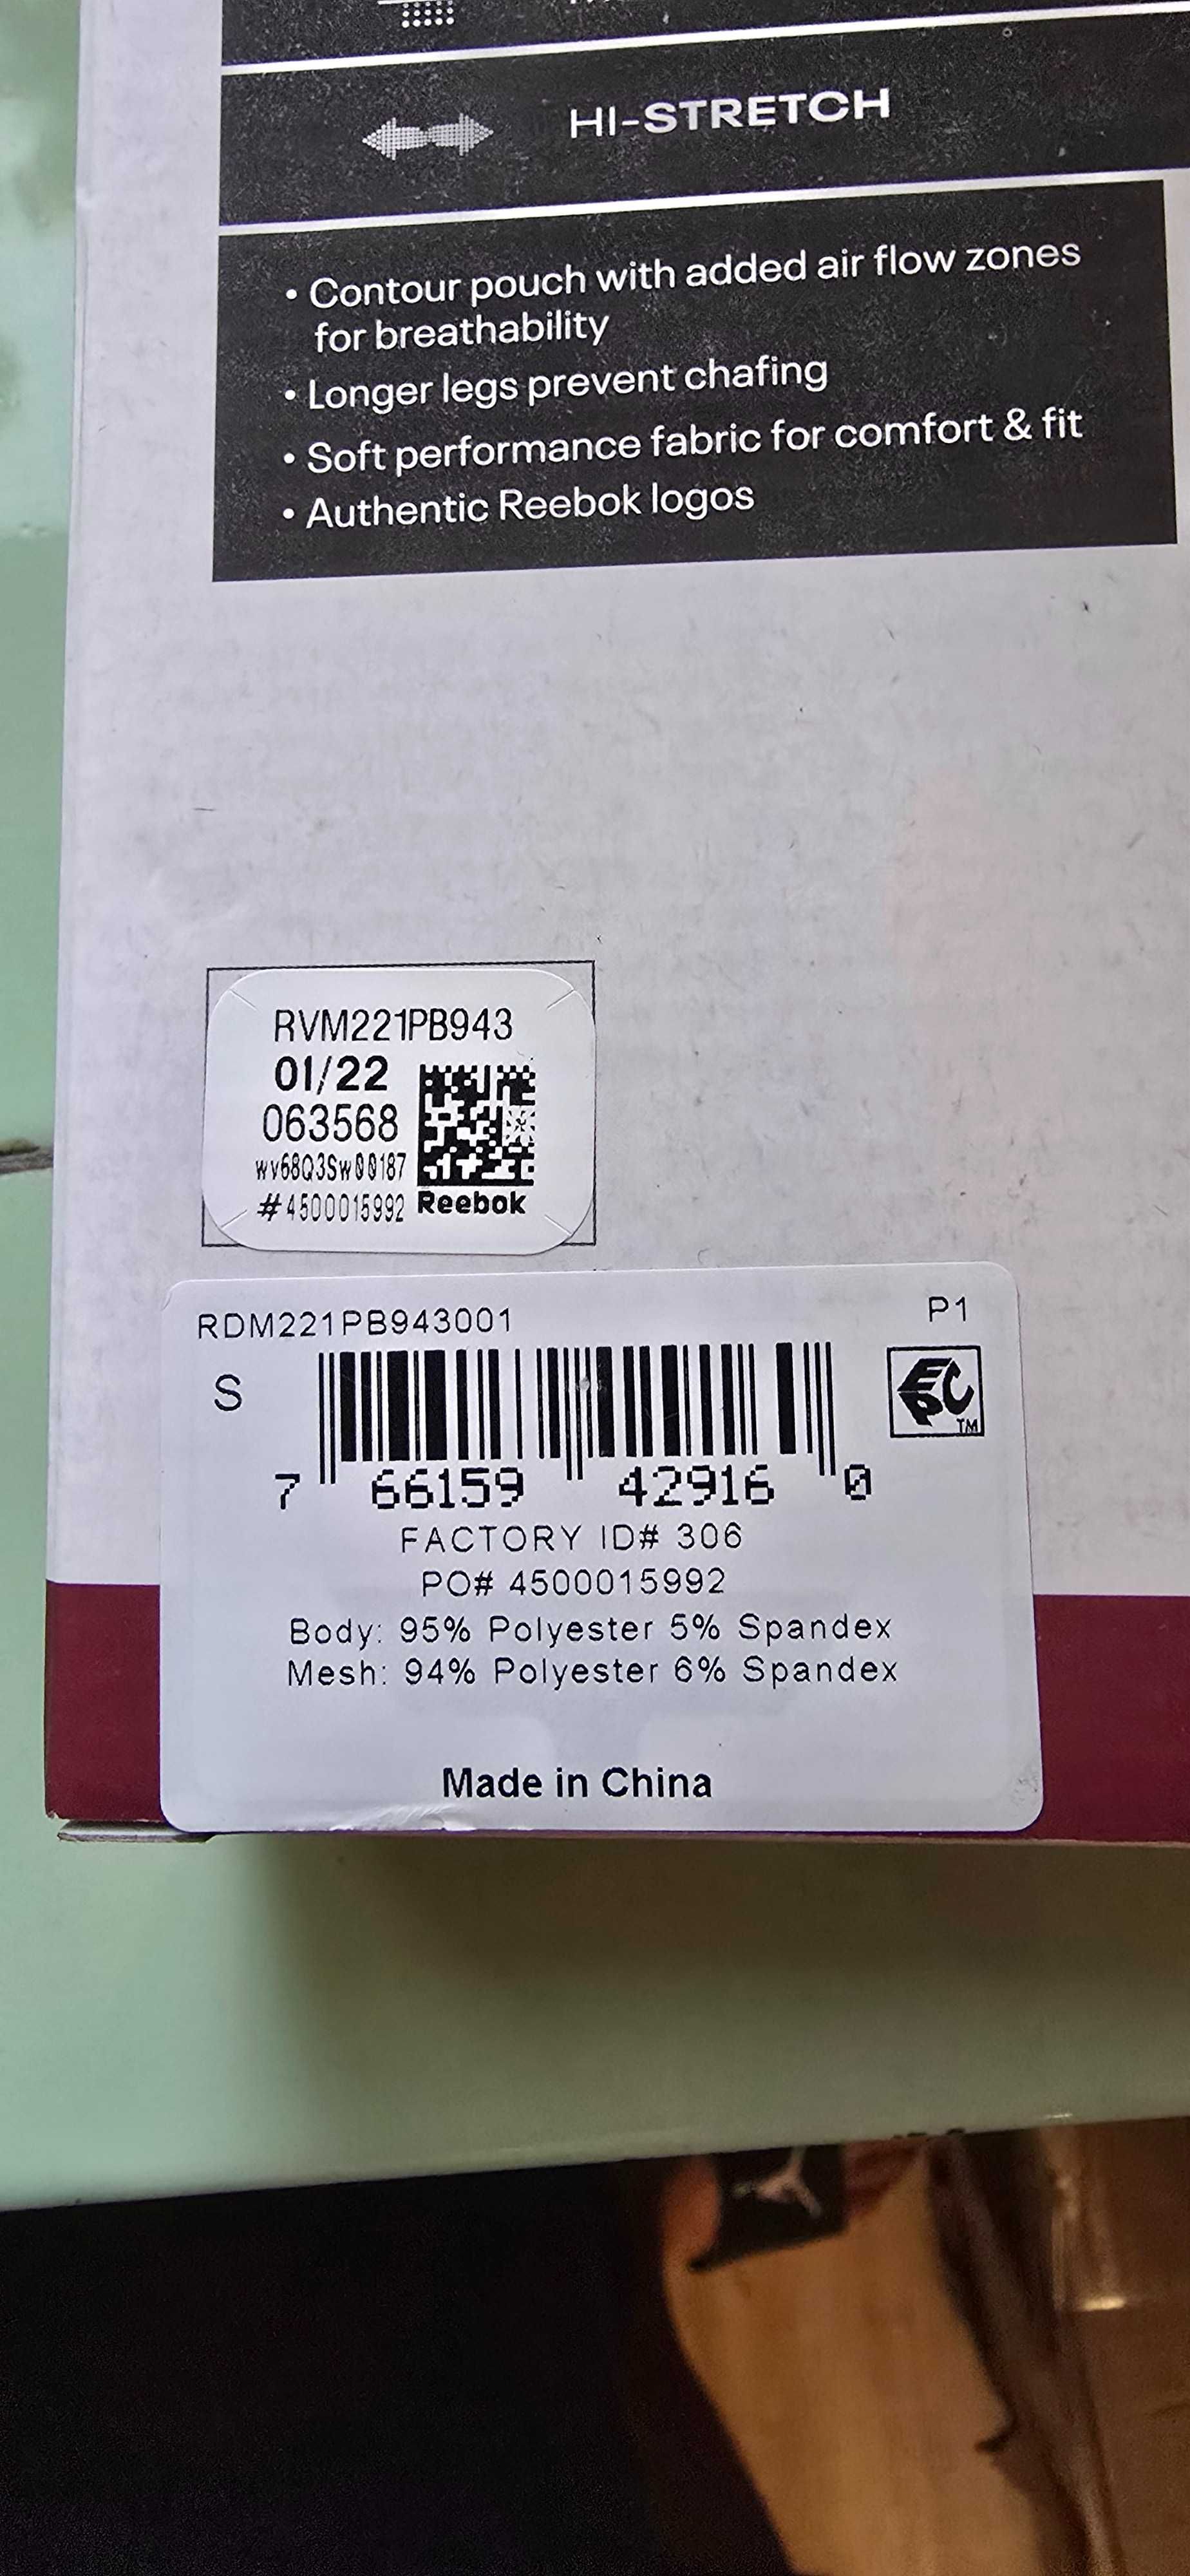 HI-STRETCH
• Contour pouch with added air flow zones
for breathability
• Longer legs prevent chafing
• Soft performance fabric for comfort & fit
• Authentic Reebok logos
RVM221PB943
01/22
063568
wv68Q3Sw00187
#4500015992 Reebok
RDM221PB943001 P1
S
EPC TM
7 66159 42916 0
FACTORY ID# 306
PO# 4500015992
Body: 95% Polyester 5% Spandex
Mesh: 94% Polyester 6% Spandex
Made in China